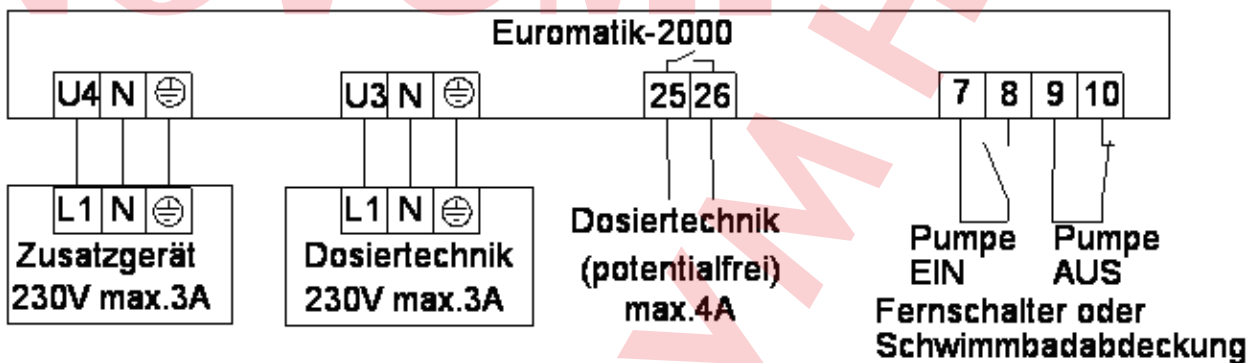 Euromatik-2000
U4 N
U3 N
25 26
7 8 9 10
L1 N
Zusatzgerät
230V max.3A
L1 N
Dosiertechnik
230V max.3A
Dosiertechnik
(potentialfrei)
max.4A
Pumpe
EIN
Pumpe
AUS
Fernschalter oder
Schwimmbadabdeckung